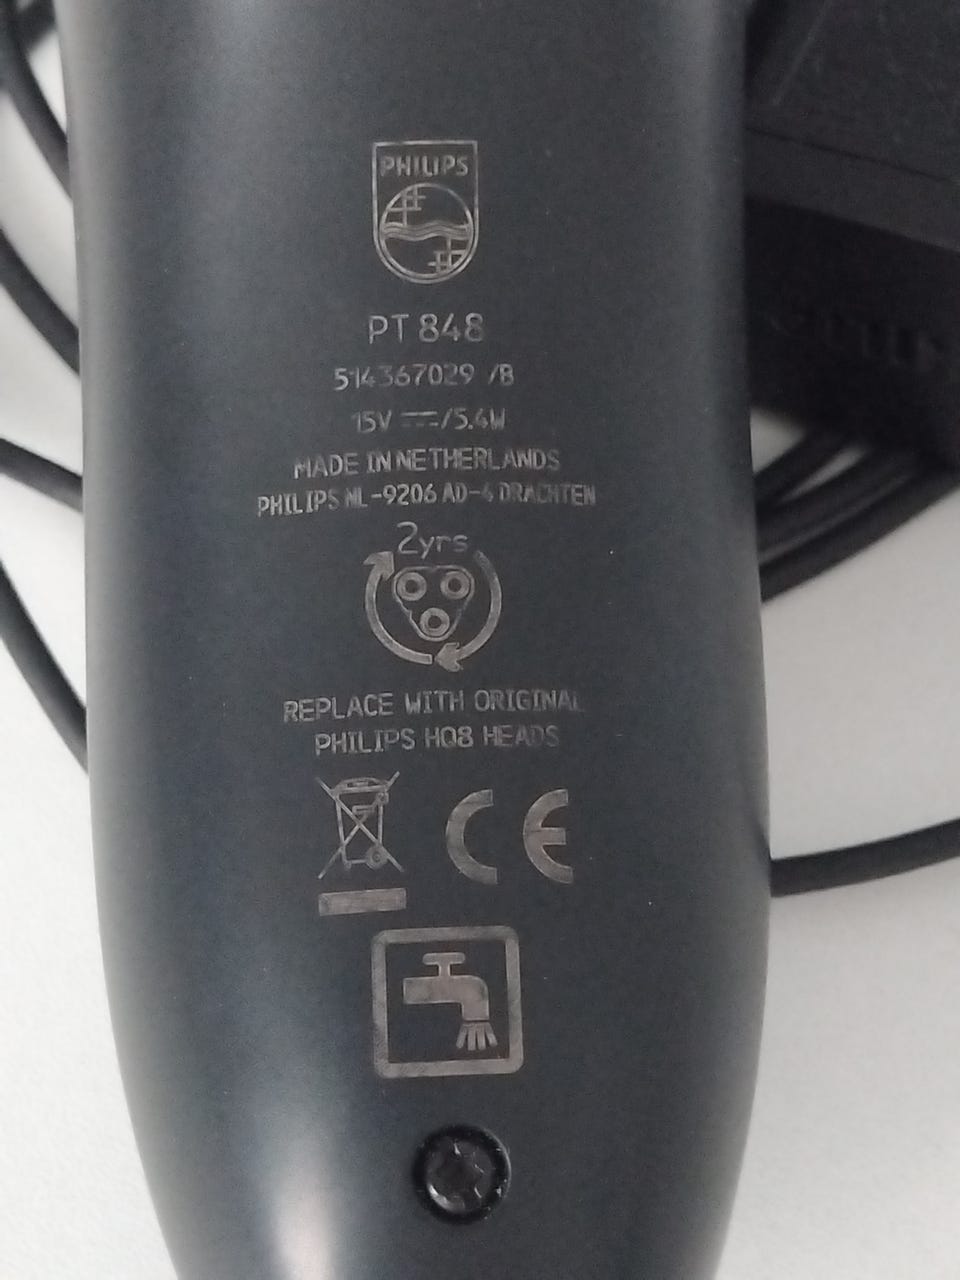 PHILIPS
PT 848
514367029 /B
15V ⎓/5.4W
MADE IN NETHERLANDS
PHILIPS NL-9206 AD-4 DRACHTEN
2yrs
REPLACE WITH ORIGINAL
PHILIPS HQ8 HEADS
CE